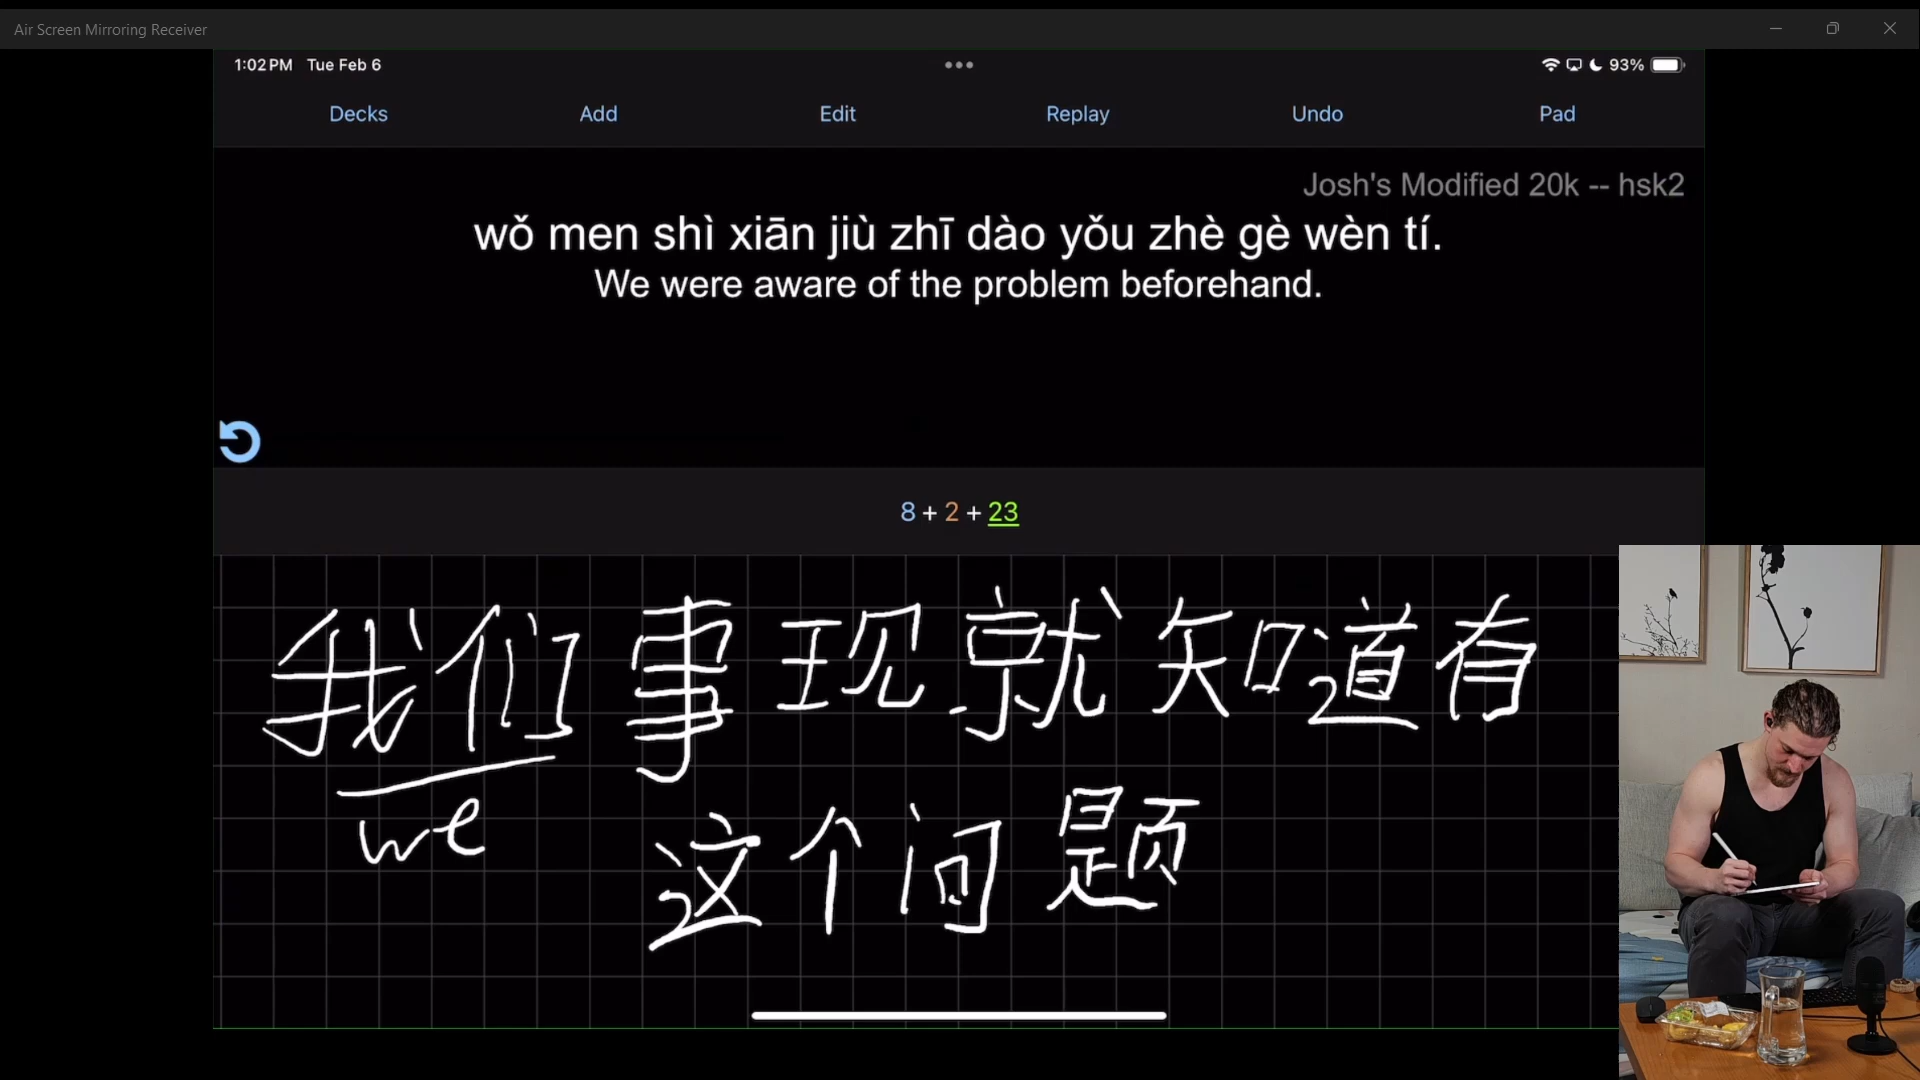 Air Screen Mirroring Receiver
1:02 PM Tue Feb 6
93%
Decks Add Edit Replay Undo Pad
Josh's Modified 20k -- hsk2
wǒ men shì xiān jiù zhī dào yǒu zhè gè wèn tí.
We were aware of the problem beforehand.
8 + 2 + 23
我们事现就知道有
we
这个问题